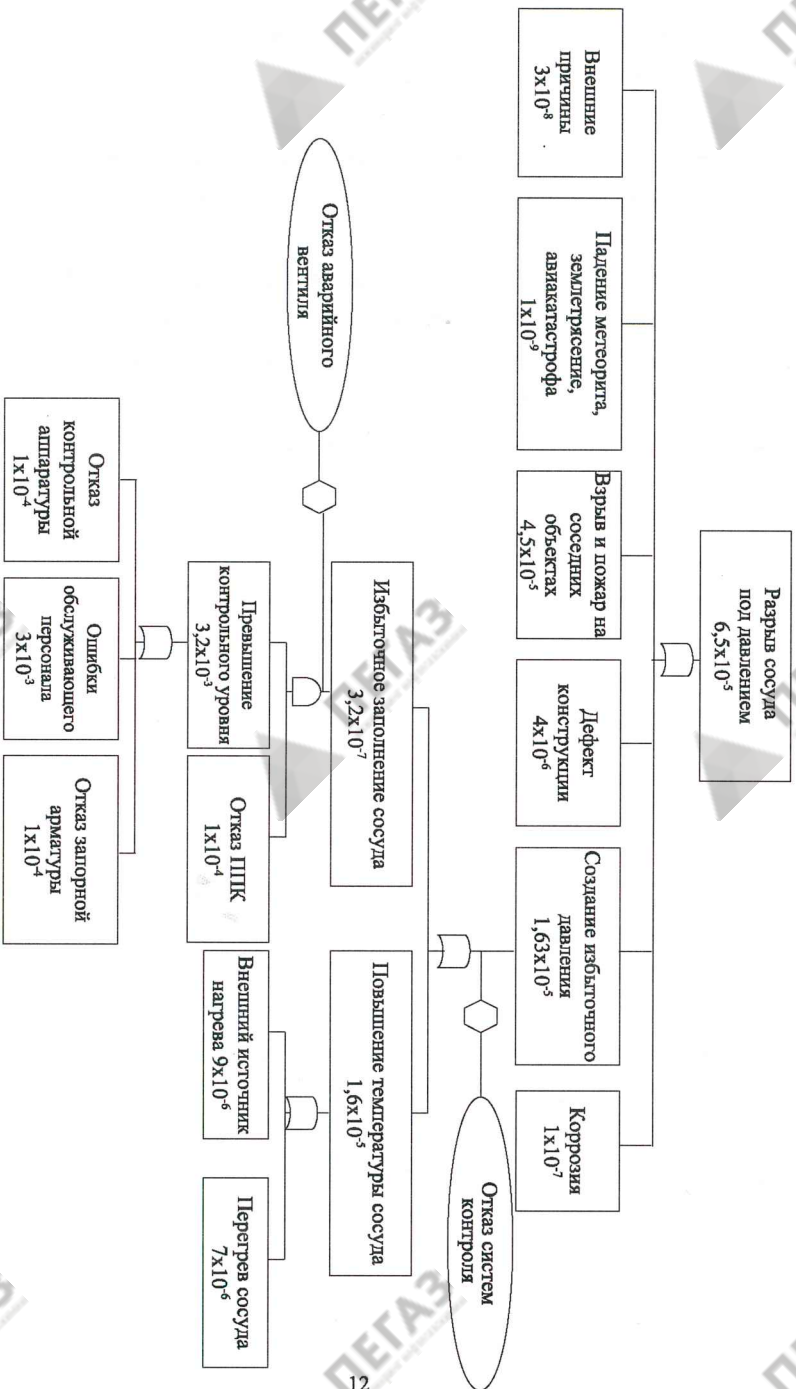 Разрыв сосуда
под давлением
6,5x10⁻⁵
Внешние
причины
3x10⁻⁸
Падение метеорита,
землетрясение,
авиакатастрофа
1x10⁻⁹
Взрыв и пожар на
соседних
объектах
4,5x10⁻⁵
Дефект
конструкции
4x10⁻⁶
Создание избыточного
давления
1,63x10⁻⁵
Коррозия
1x10⁻⁷
Отказ систем
контроля
Избыточное заполнение сосуда
3,2x10⁻⁷
Повышение температуры сосуда
1,6x10⁻⁵
Отказ аварийного
вентиля
Превышение
контрольного уровня
3,2x10⁻³
Отказ ППК
1x10⁻⁴
Внешний источник
нагрева 9x10⁻⁶
Перегрев сосуда
7x10⁻⁶
Отказ
контрольной
аппаратуры
1x10⁻⁴
Ошибки
обслуживающего
персонала
3x10⁻³
Отказ запорной
арматуры
1x10⁻⁴
12
ПЕГАЗ
ПЕГАЗ